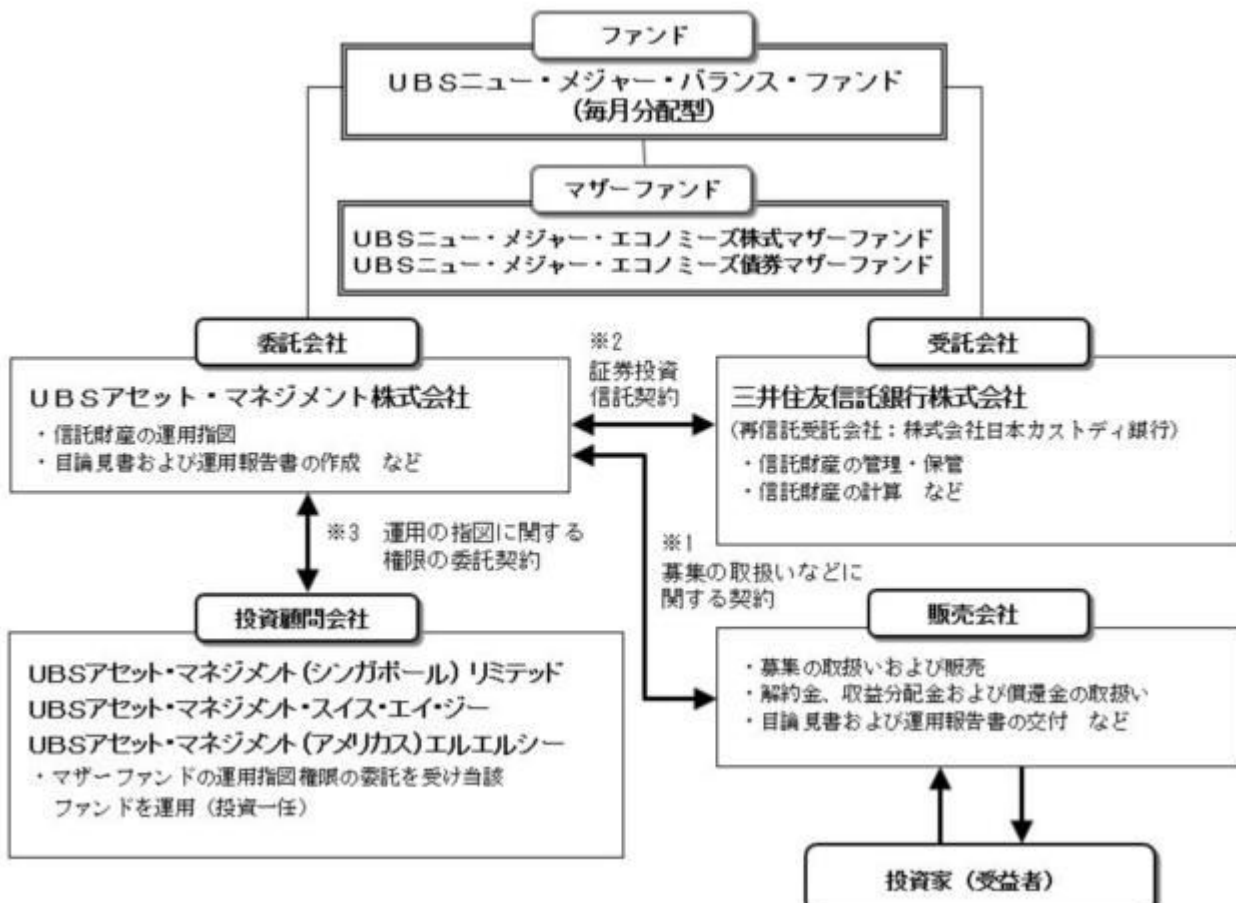 ファンド
UBSニュー・メジャー・バランス・ファンド
(毎月分配型)
マザーファンド
UBSニュー・メジャー・エコノミーズ株式マザーファンド
UBSニュー・メジャー・エコノミーズ債券マザーファンド
委託会社
UBSアセット・マネジメント株式会社
・信託財産の運用指図
・目論見書および運用報告書の作成　など
※2
証券投資
信託契約
受託会社
三井住友信託銀行株式会社
(再信託受託会社：株式会社日本カストディ銀行)
・信託財産の管理・保管
・信託財産の計算　など
※3　運用の指図に関する
権限の委託契約
※1
募集の取扱いなどに
関する契約
投資顧問会社
UBSアセット・マネジメント(シンガポール)リミテッド
UBSアセット・マネジメント・スイス・エイ・ジー
UBSアセット・マネジメント(アメリカス)エルエルシー
・マザーファンドの運用指図権限の委託を受け当該
ファンドを運用（投資一任）
販売会社
・募集の取扱いおよび販売
・解約金、収益分配金および償還金の取扱い
・目論見書および運用報告書の交付　など
投資家（受益者）